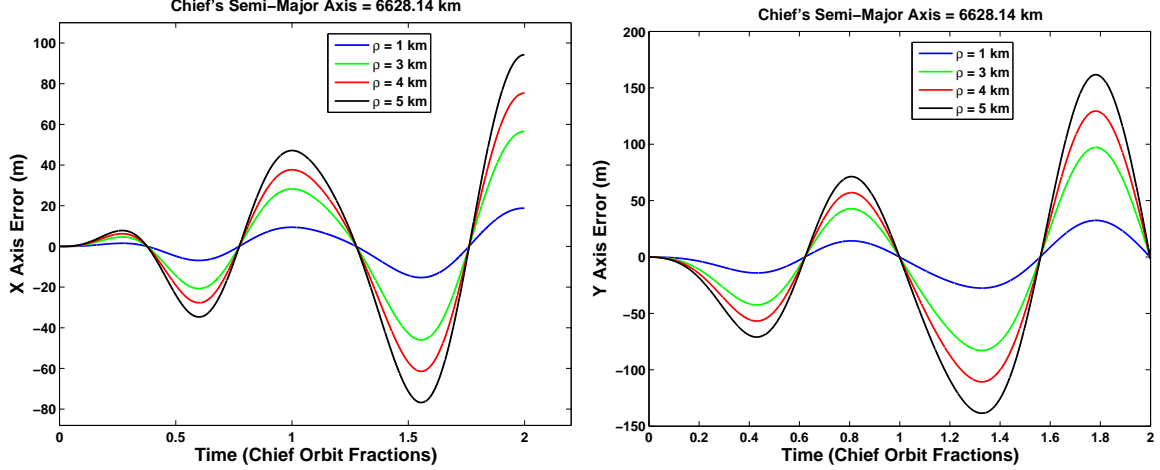 Chief's Semi-Major Axis = 6628.14 km
100
80
60
40
20
0
-20
-40
-60
-80
X Axis Error (m)
ρ = 1 km
ρ = 3 km
ρ = 4 km
ρ = 5 km
0 0.5 1 1.5 2
Time (Chief Orbit Fractions)
Chief's Semi-Major Axis = 6628.14 km
200
150
100
50
0
-50
-100
-150
Y Axis Error (m)
ρ = 1 km
ρ = 3 km
ρ = 4 km
ρ = 5 km
0 0.2 0.4 0.6 0.8 1 1.2 1.4 1.6 1.8 2
Time (Chief Orbit Fractions)